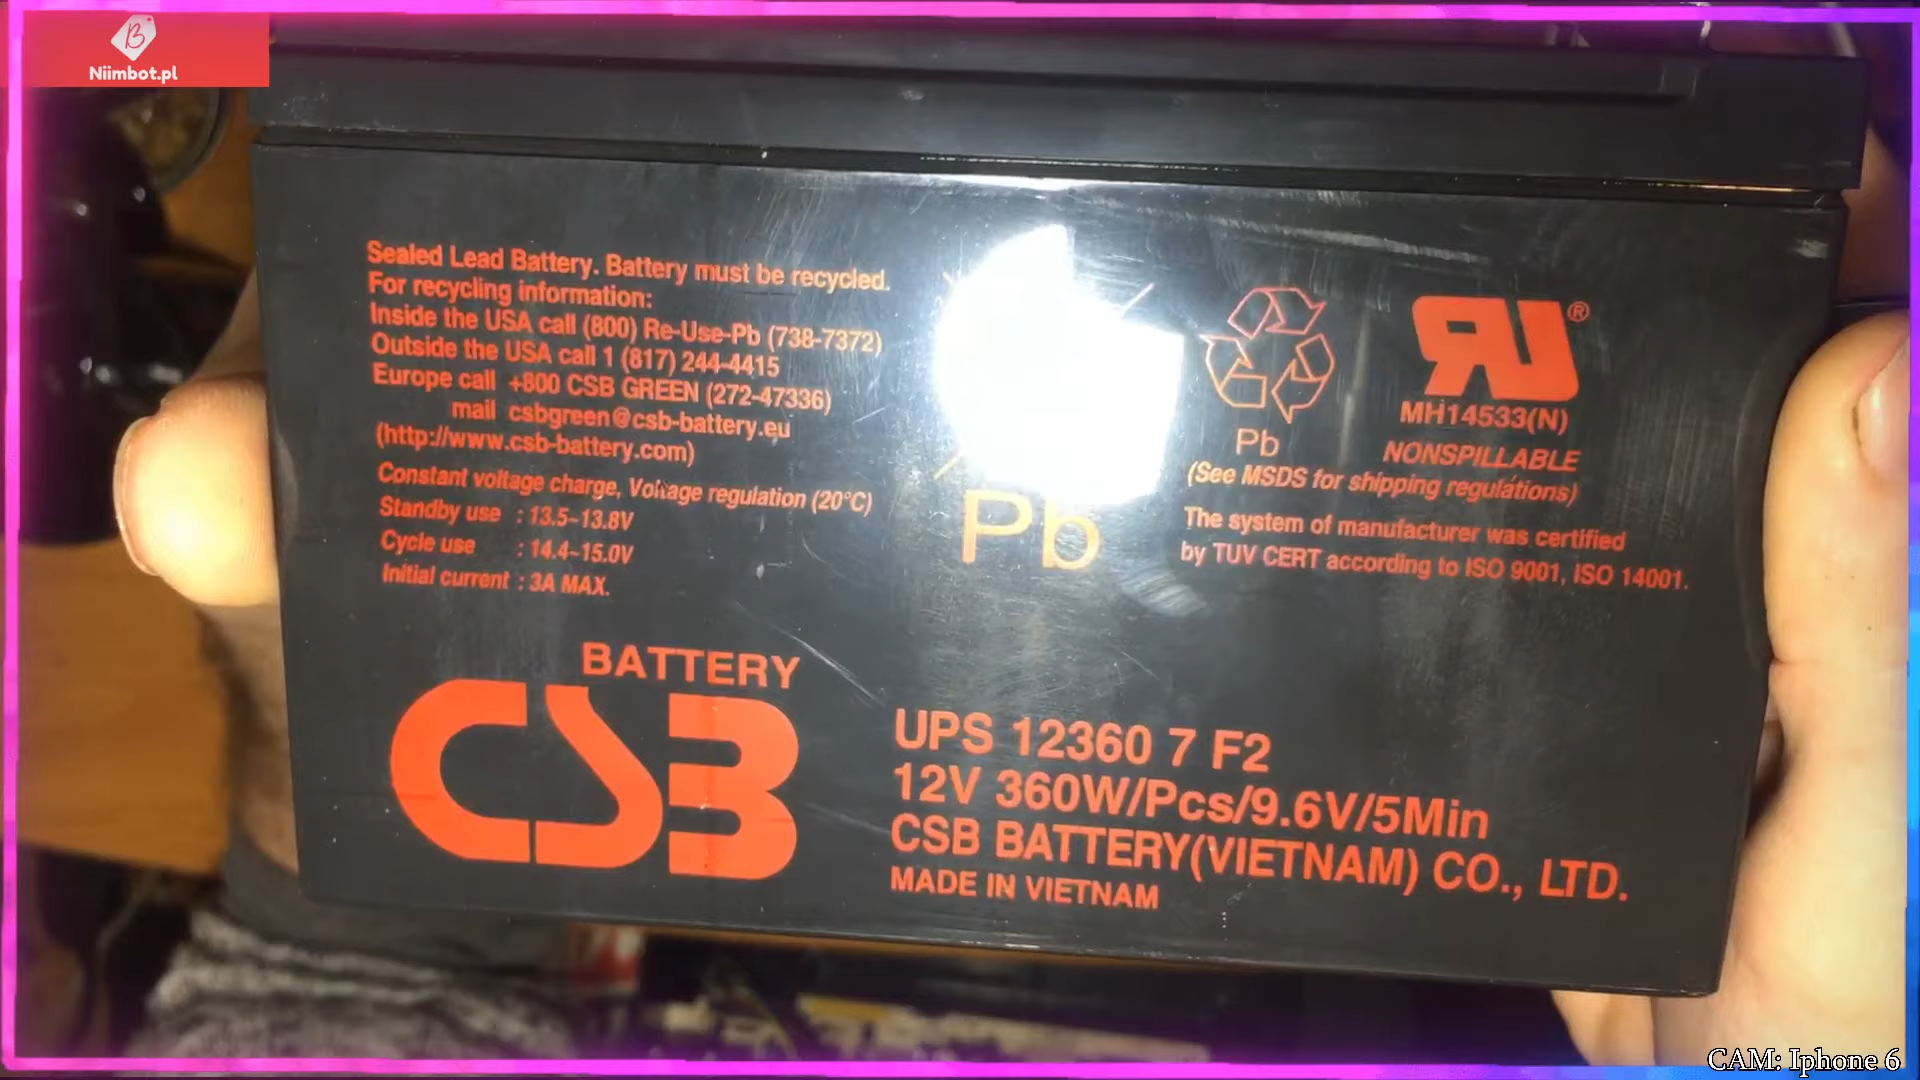 Niimbot.pl
Sealed Lead Battery. Battery must be recycled.
For recycling information:
Inside the USA call (800) Re-Use-Pb (738-7372)
Outside the USA call 1 (817) 244-4415
Europe call +800 CSB GREEN (272-47336)
mail csbgreen@csb-battery.eu
(http://www.csb-battery.com)
Constant voltage charge, Voltage regulation (20°C)
Standby use : 13.5~13.8V
Cycle use : 14.4~15.0V
Initial current : 3A MAX.
Pb
Pb
RU®
MH14533(N)
NONSPILLABLE
(See MSDS for shipping regulations)
The system of manufacturer was certified
by TUV CERT according to ISO 9001, ISO 14001.
BATTERY
CSB
UPS 12360 7 F2
12V 360W/Pcs/9.6V/5Min
CSB BATTERY(VIETNAM) CO., LTD.
MADE IN VIETNAM
CAM: Iphone 6